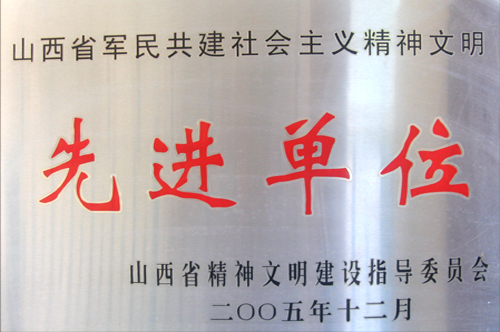 山西省军民共建社会主义精神文明
先进单位
山西省精神文明建设指导委员会
二〇〇五年十二月